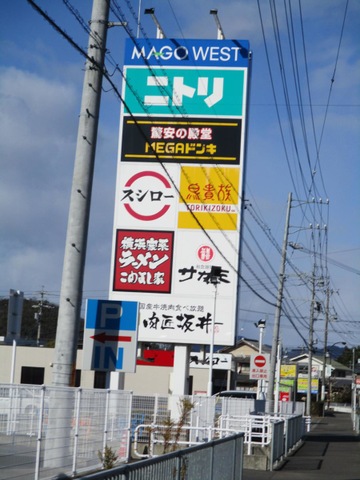 MAGO WEST
ニトリ
驚安の殿堂
MEGAドンキ
スシロー
鳥貴族
TORIKIZOKU
横浜家系
ラーメン
こめよし家
サガミ
国産牛焼肉食べ放題
肉匠坂井
P
IN